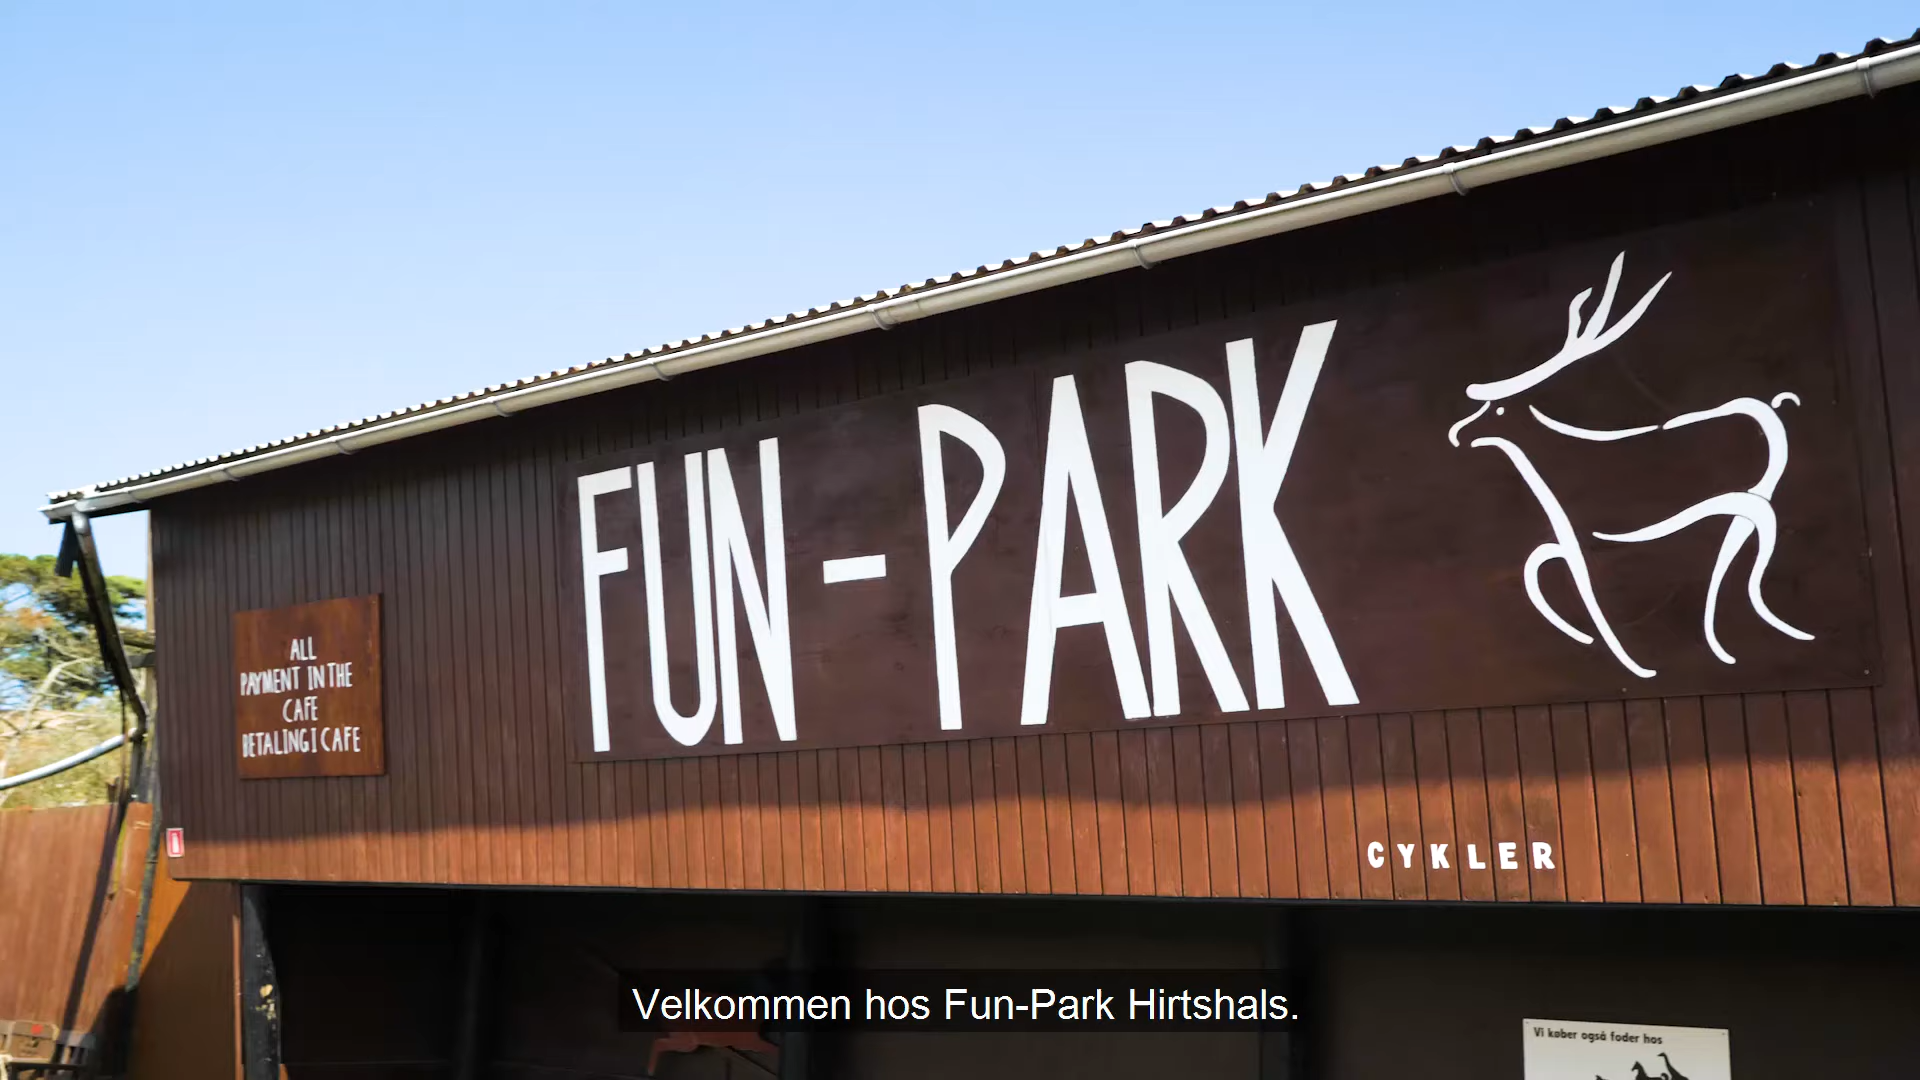 FUN-PARK
ALL
PAYMENT IN THE
CAFE
BETALING I CAFE
CYKLER
Velkommen hos Fun-Park Hirtshals.
Vi køber også foder hos